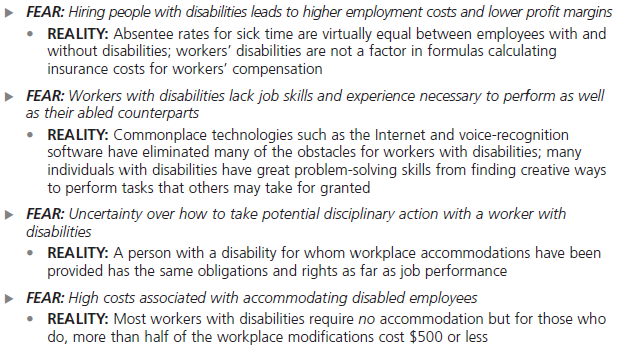 ▶ FEAR: Hiring people with disabilities leads to higher employment costs and lower profit margins
• REALITY: Absentee rates for sick time are virtually equal between employees with and
without disabilities; workers' disabilities are not a factor in formulas calculating
insurance costs for workers' compensation
▶ FEAR: Workers with disabilities lack job skills and experience necessary to perform as well
as their abled counterparts
• REALITY: Commonplace technologies such as the Internet and voice-recognition
software have eliminated many of the obstacles for workers with disabilities; many
individuals with disabilities have great problem-solving skills from finding creative ways
to perform tasks that others may take for granted
▶ FEAR: Uncertainty over how to take potential disciplinary action with a worker with
disabilities
• REALITY: A person with a disability for whom workplace accommodations have been
provided has the same obligations and rights as far as job performance
▶ FEAR: High costs associated with accommodating disabled employees
• REALITY: Most workers with disabilities require no accommodation but for those who
do, more than half of the workplace modifications cost $500 or less